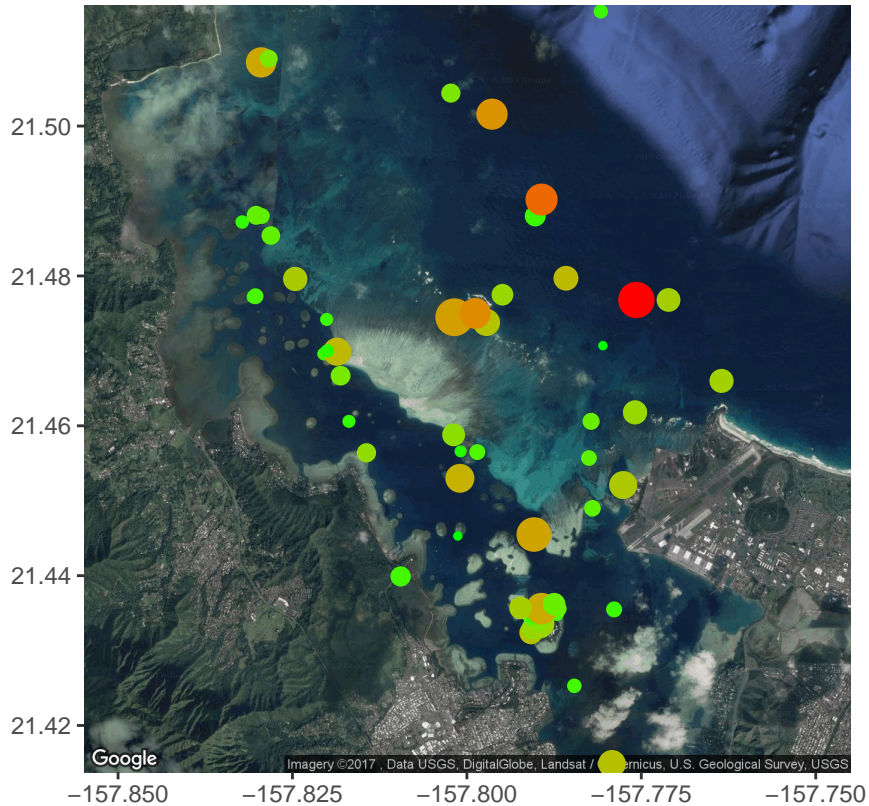 21.50
21.48
21.46
21.44
21.42
Google
Imagery ©2017 , Data USGS, DigitalGlobe, Landsat / ernicus, U.S. Geological Survey, USGS
−157.850 −157.825 −157.800 −157.775 −157.750